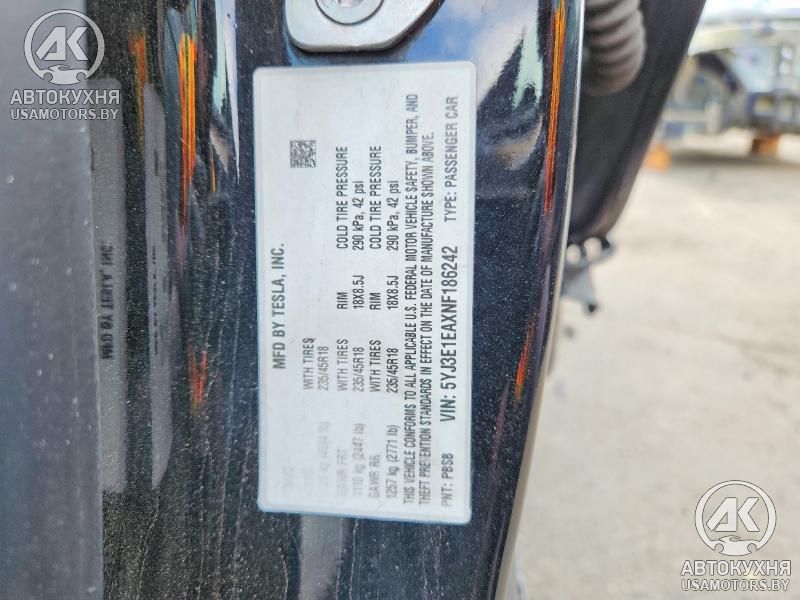 AK
АВТОКУХНЯ
USAMOTORS.BY
MFD BY TESLA, INC.
WITH TIRES RIM COLD TIRE PRESSURE
235/45R18 18X8.5J 290 kPa, 42 psi
GAWR FRT WITH TIRES RIM COLD TIRE PRESSURE
1110 kg (2447 lb) 235/45R18 18X8.5J 290 kPa, 42 psi
GAWR RR
1257 kg (2771 lb) 235/45R18
THIS VEHICLE CONFORMS TO ALL APPLICABLE U.S. FEDERAL MOTOR VEHICLE SAFETY, BUMPER, AND
THEFT PREVENTION STANDARDS IN EFFECT ON THE DATE OF MANUFACTURE SHOWN ABOVE.
PNT: PBSB VIN: 5YJ3E1EAXNF186242 TYPE: PASSENGER CAR
AK
АВТОКУХНЯ
USAMOTORS.BY